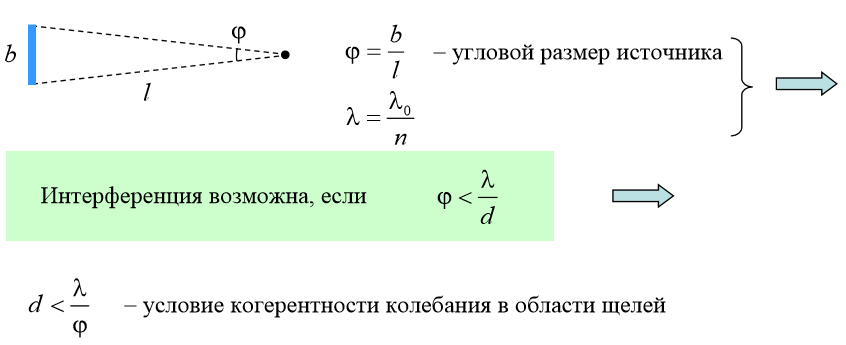 b l φ φ = b/l – угловой размер источника
λ = λ₀/n
Интерференция возможна, если φ < λ/d
d < λ/φ – условие когерентности колебания в области щелей